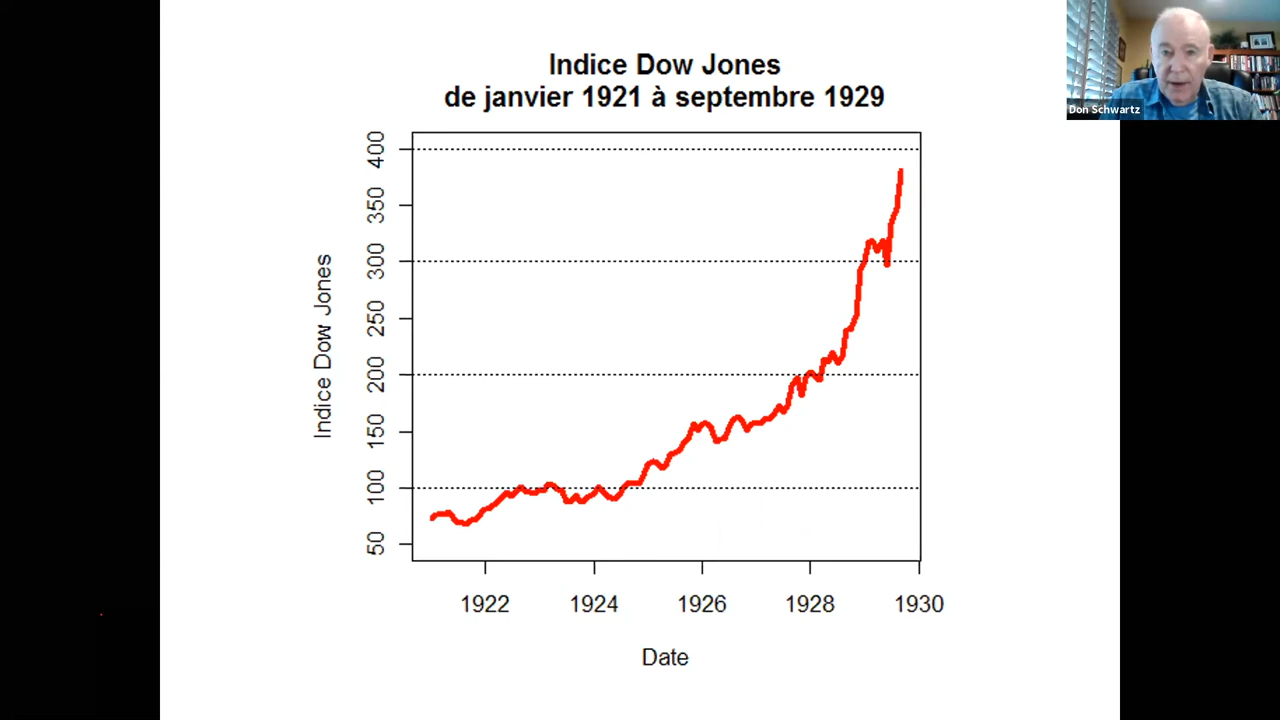 Indice Dow Jones
de janvier 1921 à septembre 1929
Don Schwartz
400
350
300
250
200
150
100
50
Indice Dow Jones
1922 1924 1926 1928 1930
Date